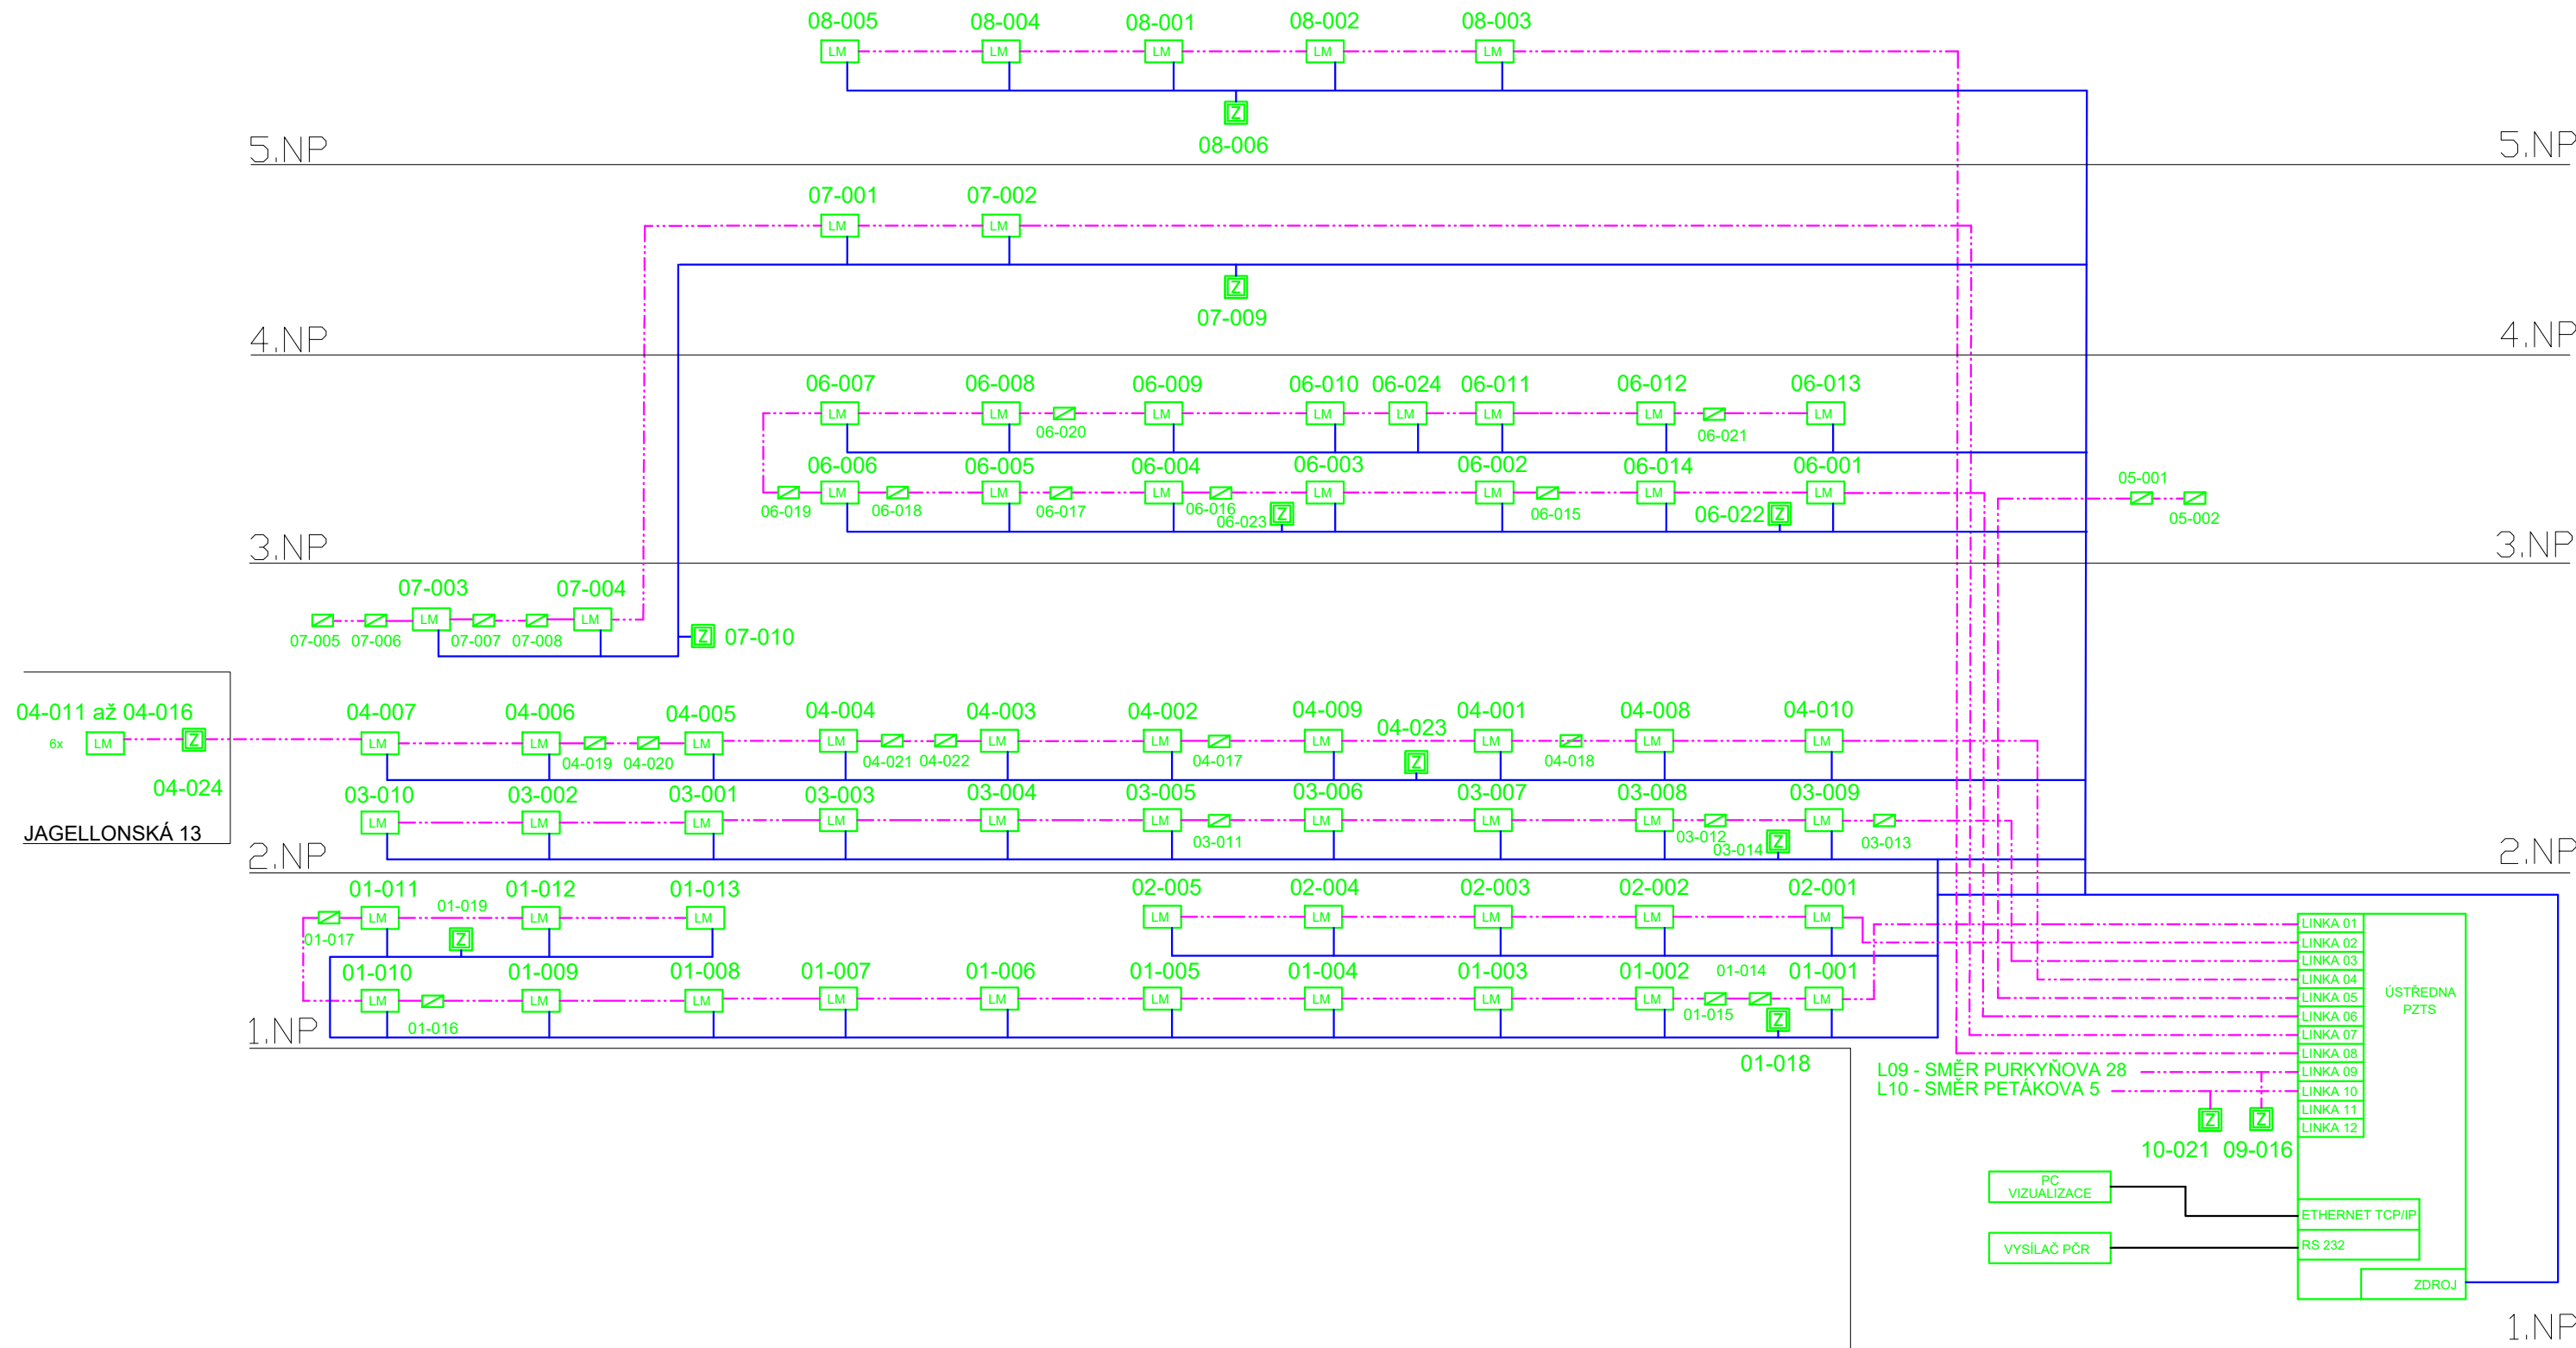 08-005 08-004 08-001 08-002 08-003
LM LM LM LM LM
Z
08-006
5.NP 5.NP
07-001 07-002
LM LM
Z
07-009
4.NP 4.NP
06-007 06-008 06-009 06-010 06-024 06-011 06-012 06-013
LM LM LM LM LM LM LM LM
06-020 06-021
06-006 06-005 06-004 06-003 06-002 06-014 06-001
05-001
LM LM LM LM LM LM LM
06-019 06-018 06-017 06-016 06-023 Z 06-015 06-022 Z
05-002
3.NP 3.NP
07-003 07-004
LM LM
07-005 07-006 07-007 07-008
Z 07-010
04-011 až 04-016
6x LM Z
04-024
JAGELLONSKÁ 13
04-007 04-006 04-005 04-004 04-003 04-002 04-009 04-023 04-001 04-008 04-010
LM LM LM LM LM LM LM LM LM LM
04-019 04-020 04-021 04-022 04-017 Z 04-018
03-010 03-002 03-001 03-003 03-004 03-005 03-006 03-007 03-008 03-009
LM LM LM LM LM LM LM LM LM LM
03-011 03-012 03-014 Z 03-013
2.NP 2.NP
01-011 01-019 01-012 01-013 02-005 02-004 02-003 02-002 02-001
LM LM LM LM LM LM LM LM
01-017 Z
01-010 01-009 01-008 01-007 01-006 01-005 01-004 01-003 01-002 01-014 01-001
LM LM LM LM LM LM LM LM LM LM
01-016 01-015 Z
1.NP
01-018
LINKA 01
LINKA 02
LINKA 03
LINKA 04
LINKA 05
LINKA 06
LINKA 07
LINKA 08
LINKA 09
LINKA 10
LINKA 11
LINKA 12
ÚSTŘEDNA
PZTS
L09 - SMĚR PURKYŇOVA 28
L10 - SMĚR PETÁKOVA 5
Z Z
10-021 09-016
PC
VIZUALIZACE
ETHERNET TCP/IP
VYSÍLAČ PČR
RS 232
ZDROJ
1.NP